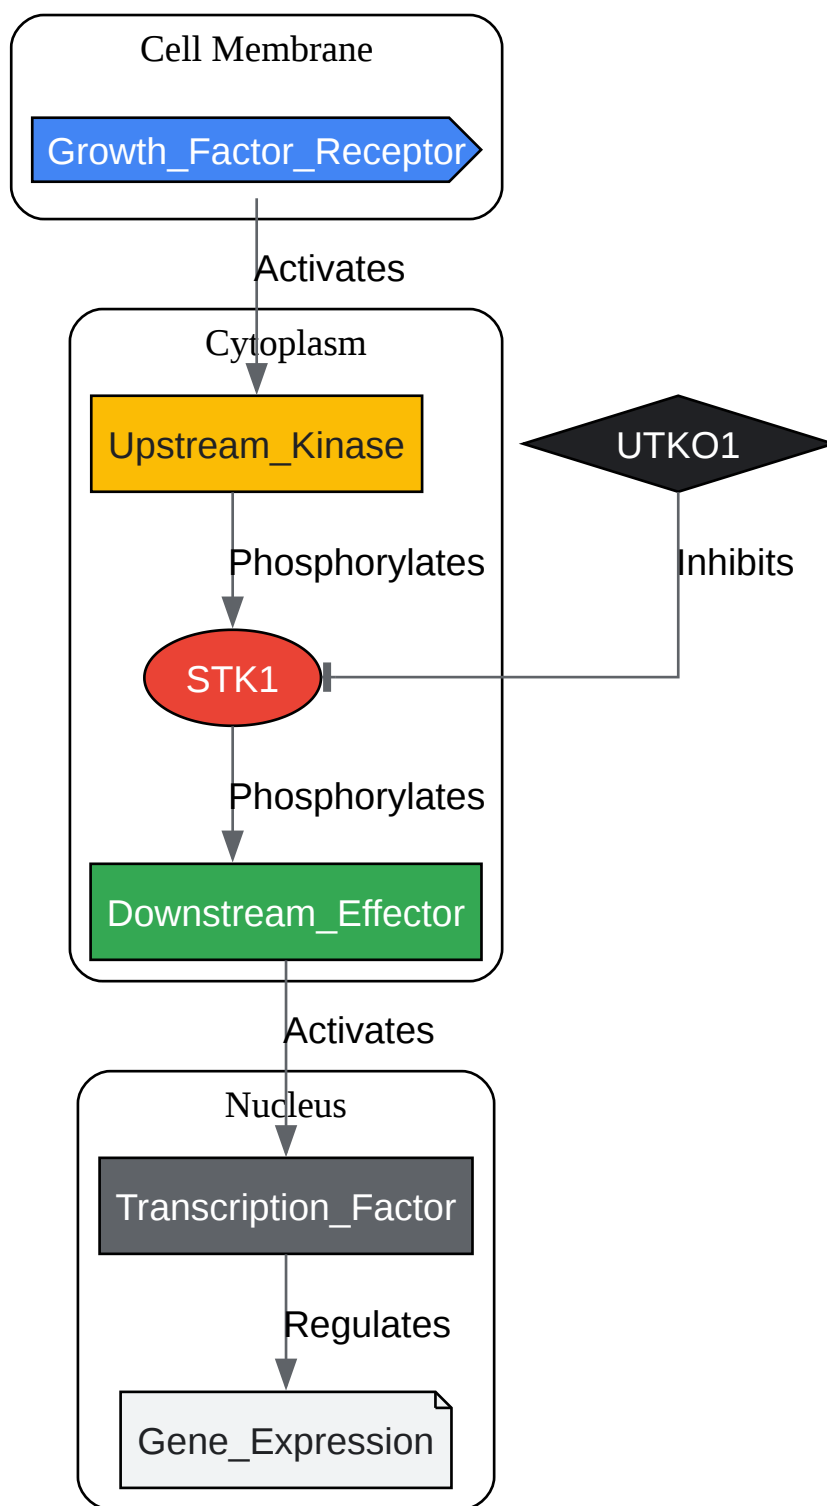 Cell Membrane
Growth_Factor_Receptor
Activates
Cytoplasm
Upstream_Kinase
UTKO1
Phosphorylates
Inhibits
STK1
Phosphorylates
Downstream_Effector
Activates
Nucleus
Transcription_Factor
Regulates
Gene_Expression